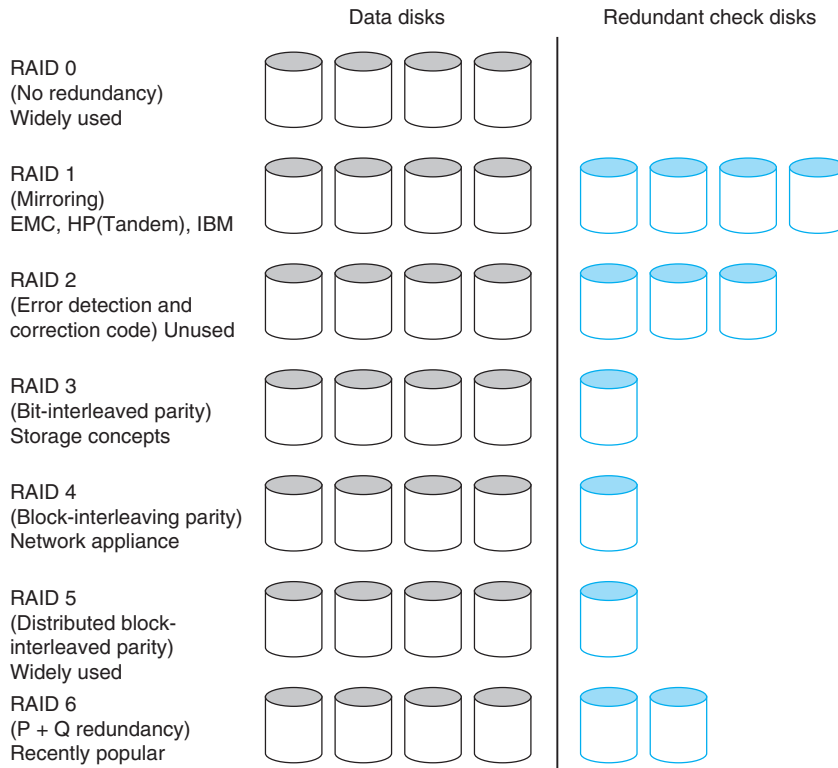 Data disks
Redundant check disks
RAID 0
(No redundancy)
Widely used
RAID 1
(Mirroring)
EMC, HP(Tandem), IBM
RAID 2
(Error detection and
correction code) Unused
RAID 3
(Bit-interleaved parity)
Storage concepts
RAID 4
(Block-interleaving parity)
Network appliance
RAID 5
(Distributed block-
interleaved parity)
Widely used
RAID 6
(P + Q redundancy)
Recently popular